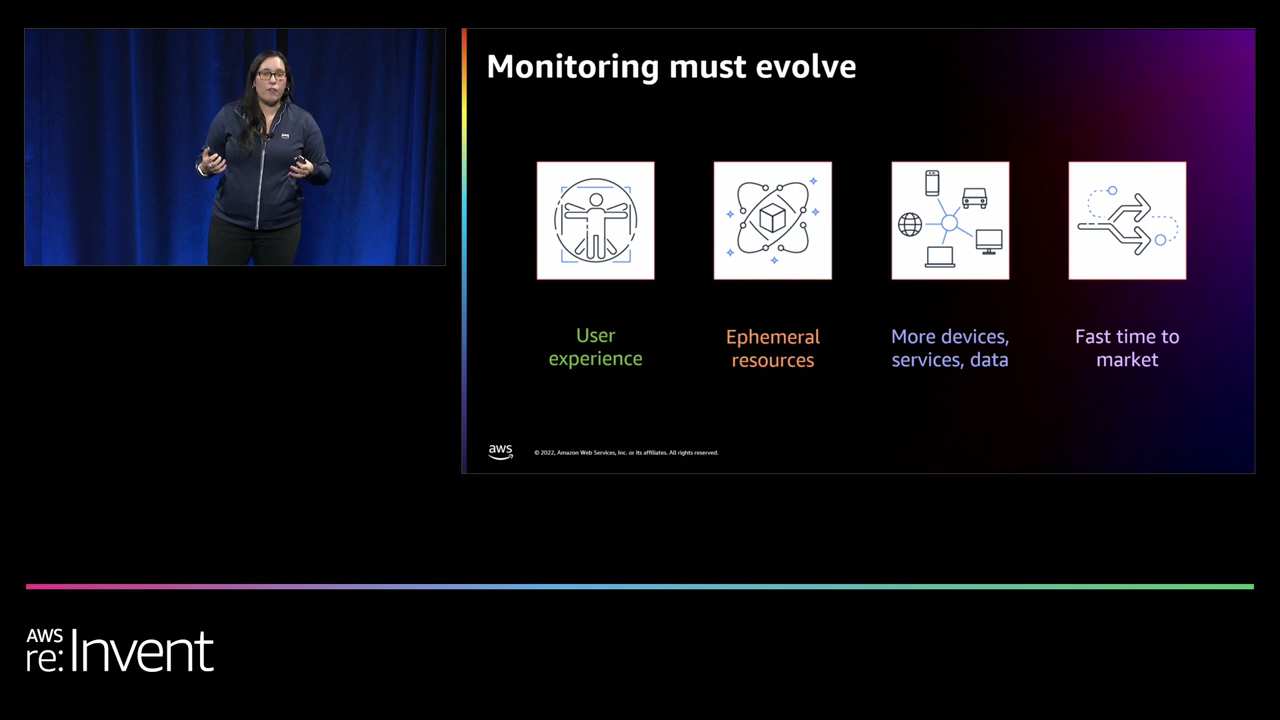 Monitoring must evolve
User
experience
Ephemeral
resources
More devices,
services, data
Fast time to
market
aws
© 2022, Amazon Web Services, Inc. or its affiliates. All rights reserved.
AWS
re:Invent